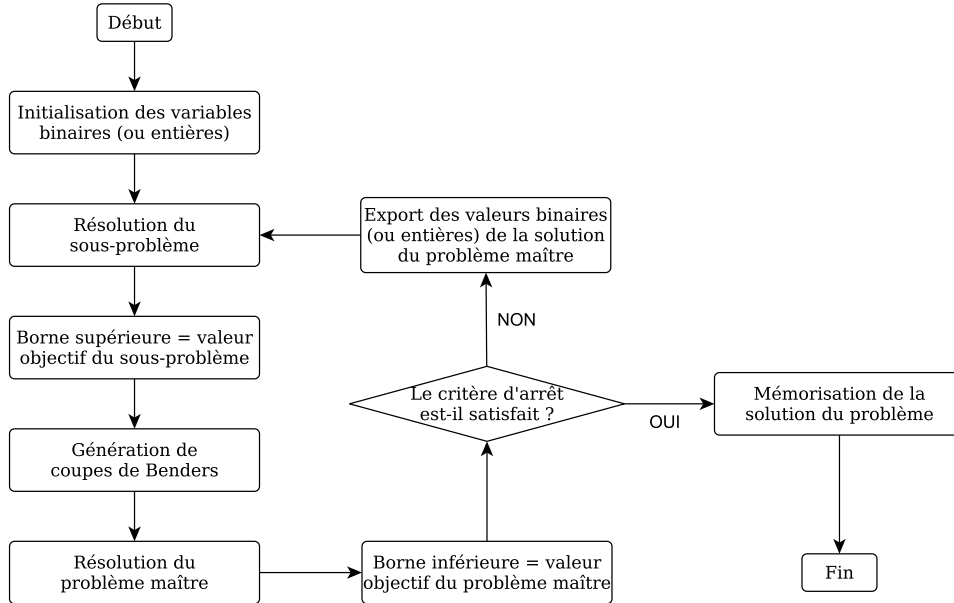 Début
Initialisation des variables
binaires (ou entières)
Résolution du
sous-problème
Borne supérieure = valeur
objectif du sous-problème
Génération de
coupes de Benders
Résolution du
problème maître
Borne inférieure = valeur
objectif du problème maître
Le critère d'arrêt
est-il satisfait ?
NON
Export des valeurs binaires
(ou entières) de la solution
du problème maître
OUI
Mémorisation de la
solution du problème
Fin